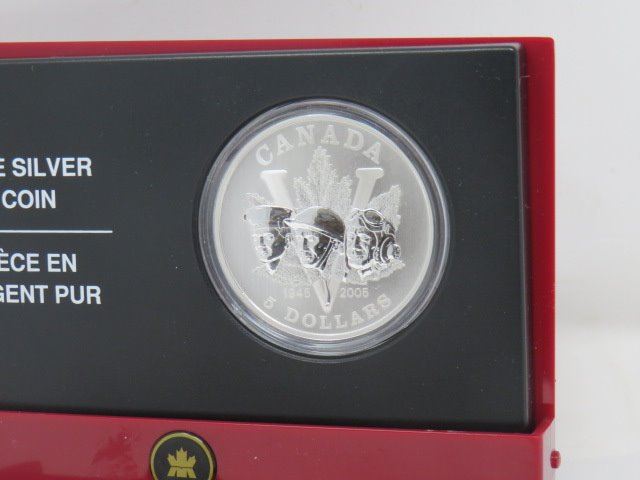 E SILVER
COIN
ÈCE EN
GENT PUR
CANADA
V
1945 2005
5 DOLLARS